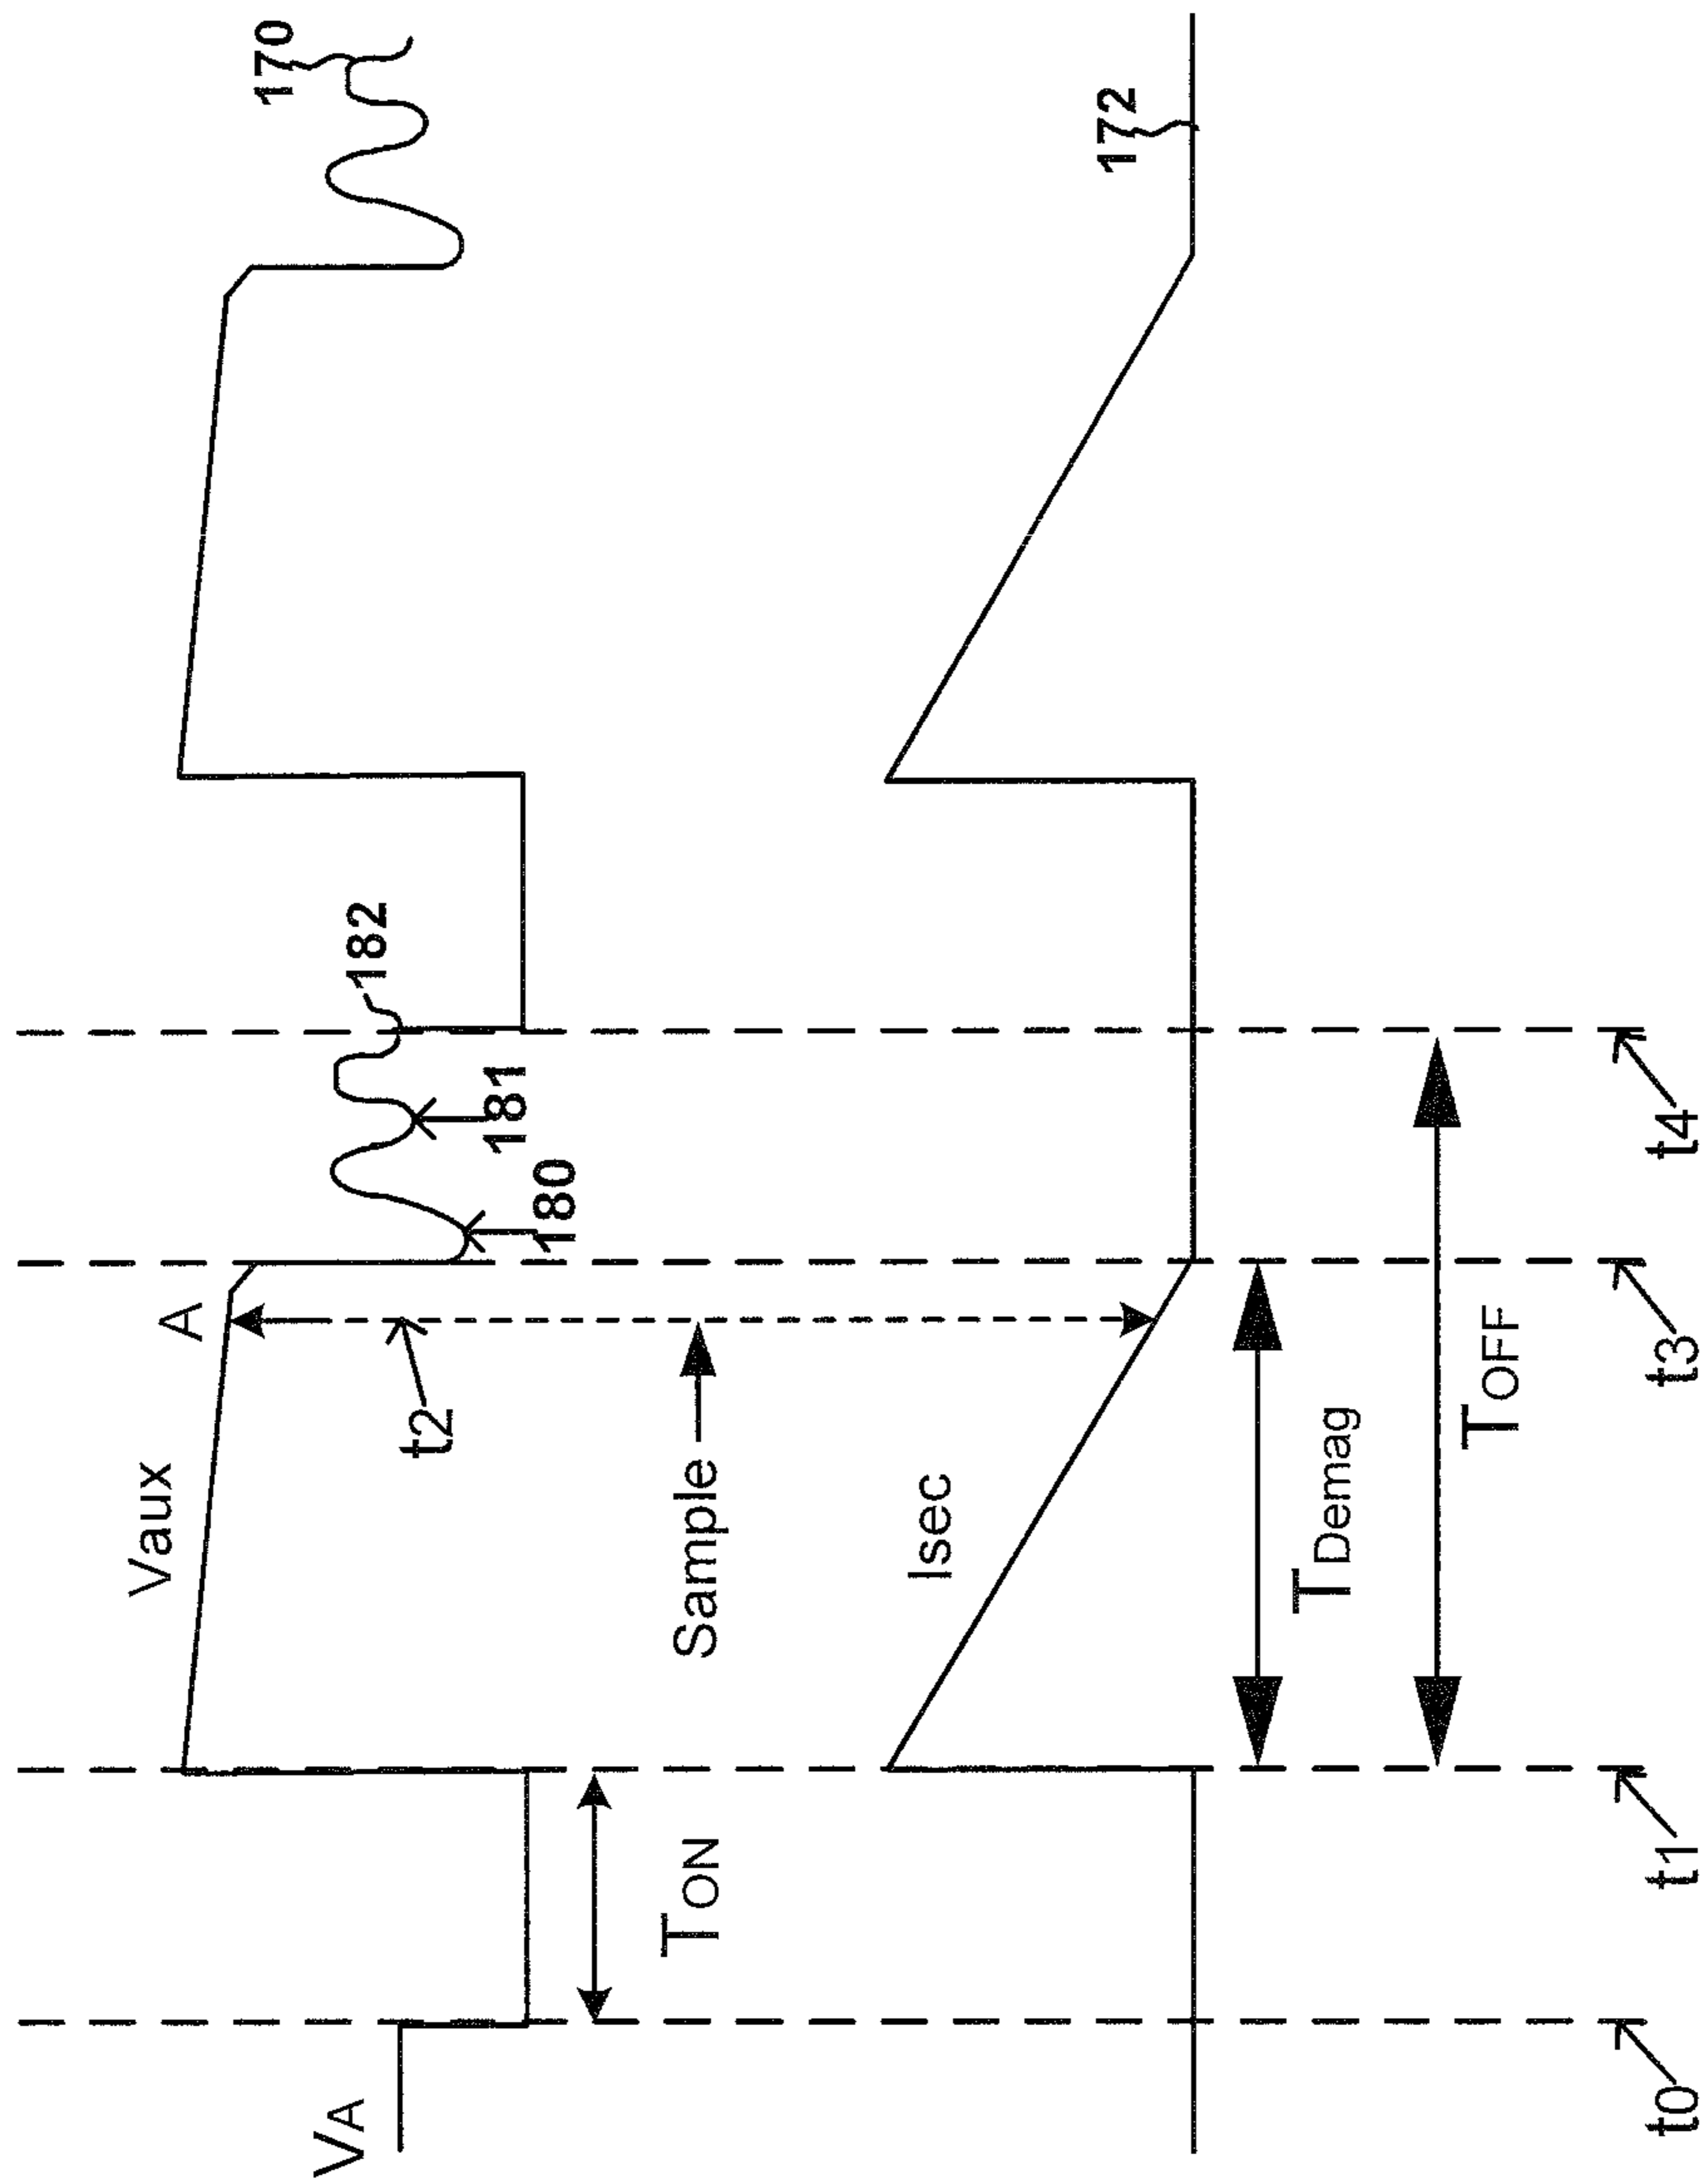 VA
Vaux
A
182
170
181
180
t2
TON
Sample
Isec
172
TDemag
TOFF
t0
t1
t3
t4